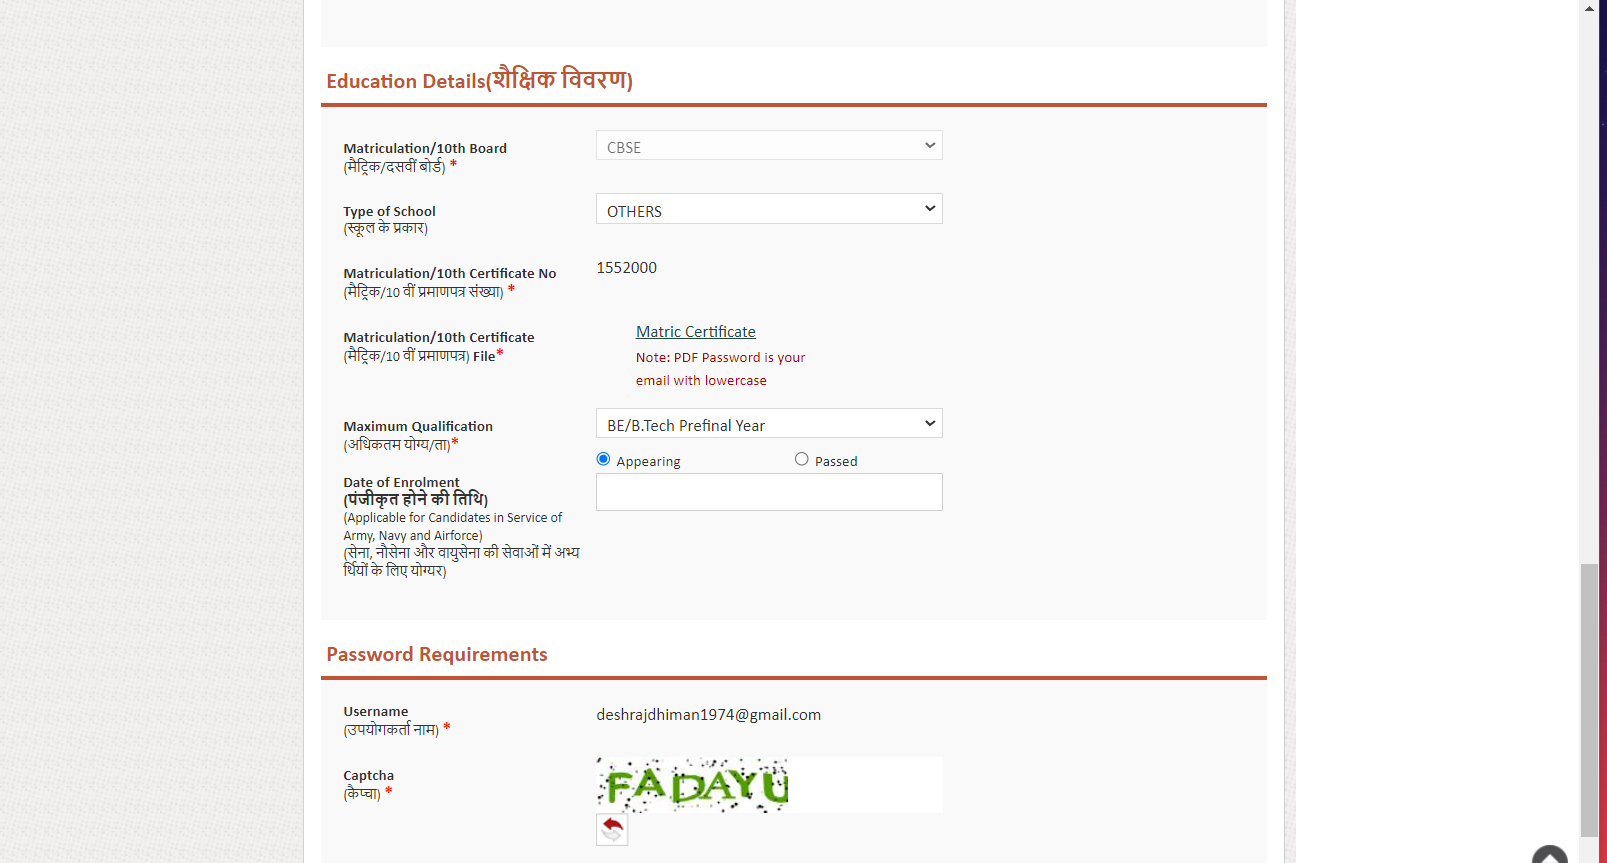 Education Details(शैक्षिक विवरण)
Matriculation/10th Board
(मैट्रिक/दसवीं बोर्ड) *
CBSE
Type of School
(स्कूल के प्रकार)
OTHERS
Matriculation/10th Certificate No
(मैट्रिक/10 वीं प्रमाणपत्र संख्या) *
1552000
Matriculation/10th Certificate
(मैट्रिक/10 वीं प्रमाणपत्र) File*
Matric Certificate
Note: PDF Password is your
email with lowercase
Maximum Qualification
(अधिकतम योग्य/ता)*
BE/B.Tech Prefinal Year
Appearing
Passed
Date of Enrolment
(पंजीकृत होने की तिथि)
(Applicable for Candidates in Service of
Army, Navy and Airforce)
(सेना, नौसेना और वायुसेना की सेवाओं में अभ्य
र्थियों के लिए योग्यर)
Password Requirements
Username
(उपयोगकर्ता नाम) *
deshrajdhiman1974@gmail.com
Captcha
(कैप्चा) *
FADAYU